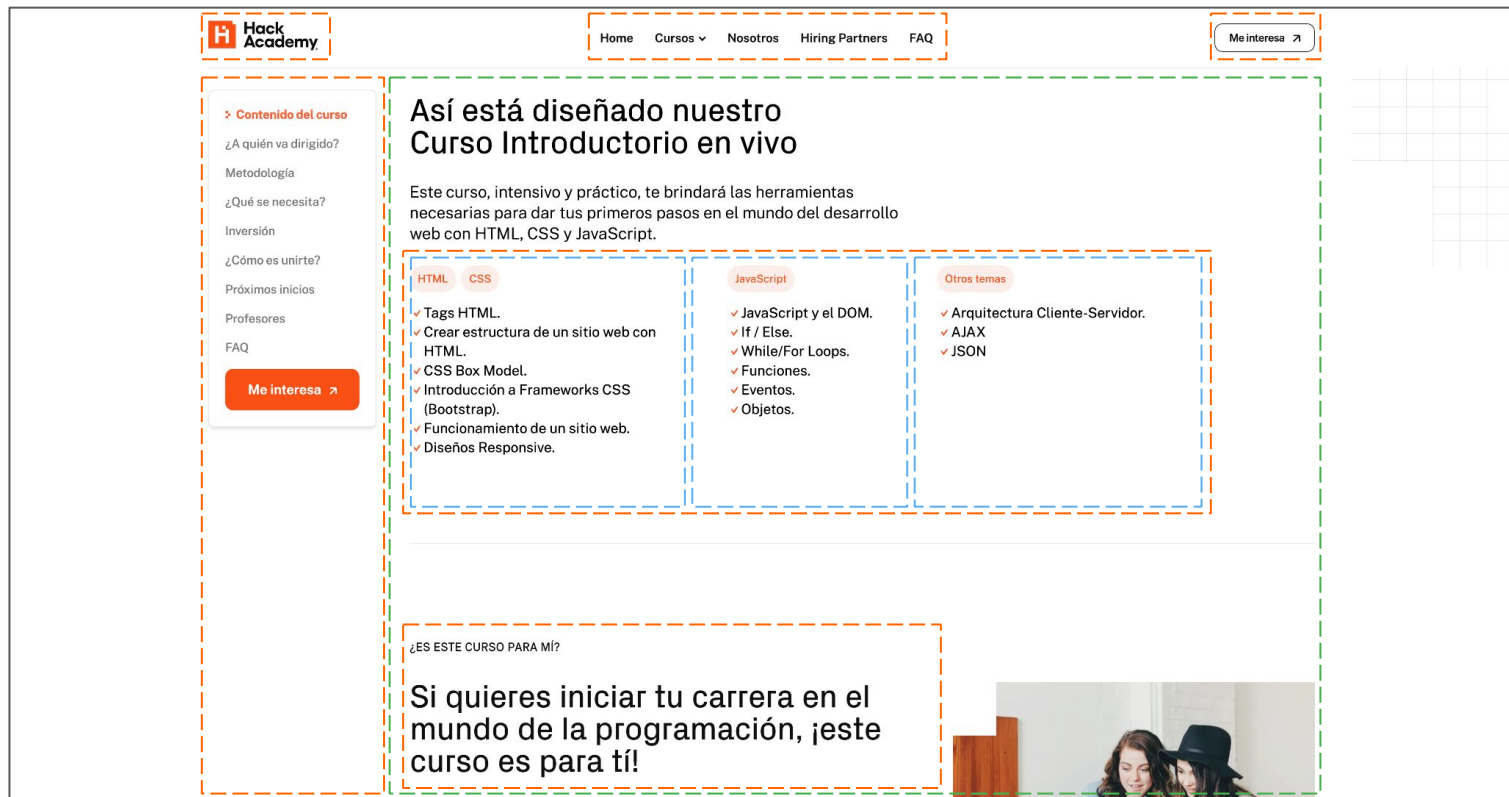 Hack
Academy
Home Cursos Nosotros Hiring Partners FAQ
Me interesa
Contenido del curso
¿A quién va dirigido?
Metodología
¿Qué se necesita?
Inversión
¿Cómo es unirte?
Próximos inicios
Profesores
FAQ
Me interesa
Así está diseñado nuestro
Curso Introductorio en vivo
Este curso, intensivo y práctico, te brindará las herramientas
necesarias para dar tus primeros pasos en el mundo del desarrollo
web con HTML, CSS y JavaScript.
HTML CSS
Tags HTML.
Crear estructura de un sitio web con
HTML.
CSS Box Model.
Introducción a Frameworks CSS
(Bootstrap).
Funcionamiento de un sitio web.
Diseños Responsive.
JavaScript
JavaScript y el DOM.
If / Else.
While/For Loops.
Funciones.
Eventos.
Objetos.
Otros temas
Arquitectura Cliente-Servidor.
AJAX
JSON
¿ES ESTE CURSO PARA MÍ?
Si quieres iniciar tu carrera en el
mundo de la programación, ¡este
curso es para tí!